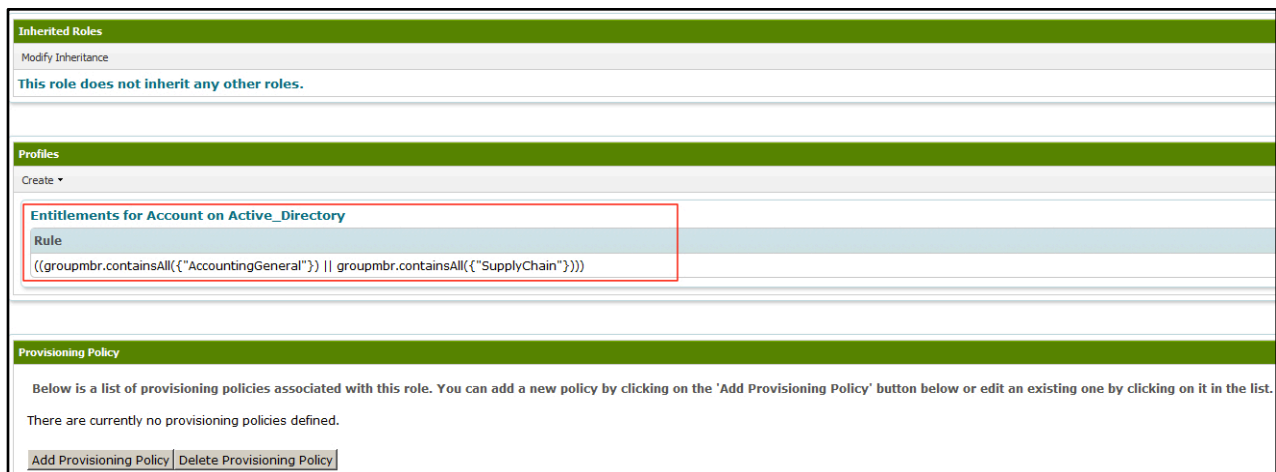 Inherited Roles
Modify Inheritance
This role does not inherit any other roles.
Profiles
Create
Entitlements for Account on Active_Directory
Rule
((groupmbr.containsAll({"AccountingGeneral"}) || groupmbr.containsAll({"SupplyChain"})))
Provisioning Policy
Below is a list of provisioning policies associated with this role. You can add a new policy by clicking on the 'Add Provisioning Policy' button below or edit an existing one by clicking on it in the list.
There are currently no provisioning policies defined.
Add Provisioning Policy Delete Provisioning Policy